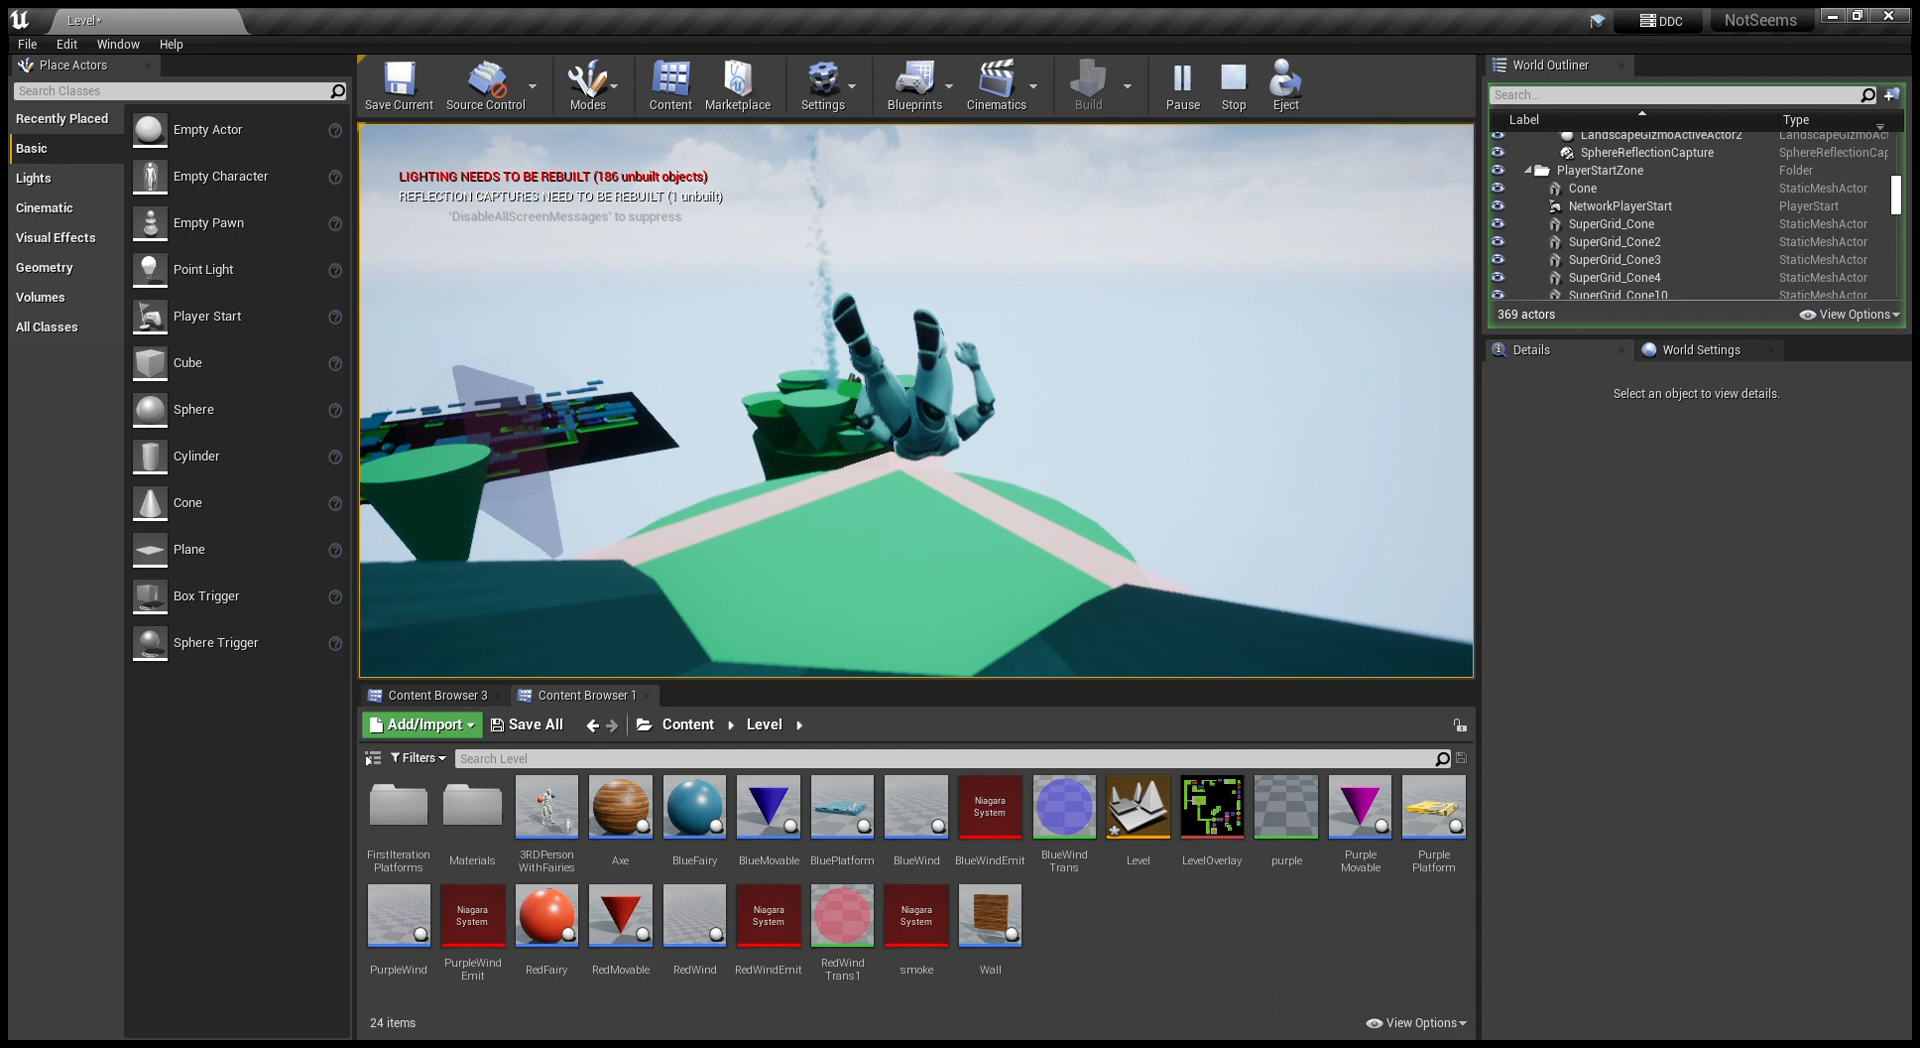 Level*
DDC
NotSeems
File Edit Window Help
Place Actors
Search Classes
Recently Placed
Basic
Lights
Cinematic
Visual Effects
Geometry
Volumes
All Classes
Empty Actor
Empty Character
Empty Pawn
Point Light
Player Start
Cube
Sphere
Cylinder
Cone
Plane
Box Trigger
Sphere Trigger
Save Current Source Control Modes Content Marketplace Settings Blueprints Cinematics Build Pause Stop Eject
LIGHTING NEEDS TO BE REBUILT (186 unbuilt objects)
REFLECTION CAPTURES NEED TO BE REBUILT (1 unbuilt)
'DisableAllScreenMessages' to suppress
World Outliner
Search...
Label Type
LandscapeGizmoActiveActor2 LandscapeGizmoAct
SphereReflectionCapture SphereReflectionCap
PlayerStartZone Folder
Cone StaticMeshActor
NetworkPlayerStart PlayerStart
SuperGrid_Cone StaticMeshActor
SuperGrid_Cone2 StaticMeshActor
SuperGrid_Cone3 StaticMeshActor
SuperGrid_Cone4 StaticMeshActor
SuperGrid_Cone10 StaticMeshActor
369 actors View Options
Details World Settings
Select an object to view details.
Content Browser 3 Content Browser 1
Add/Import Save All Content Level
Filters Search Level
Niagara
System
FirstIteration
Platforms
Materials
3RDPerson
WithFairies
Axe
BlueFairy
BlueMovable
BluePlatform
BlueWind
BlueWindEmit
BlueWind
Trans
Level
LevelOverlay
purple
Purple
Movable
Purple
Platform
Niagara
System
Niagara
System
Niagara
System
PurpleWind
PurpleWind
Emit
RedFairy
RedMovable
RedWind
RedWindEmit
RedWind
Trans1
smoke
Wall
24 items View Options